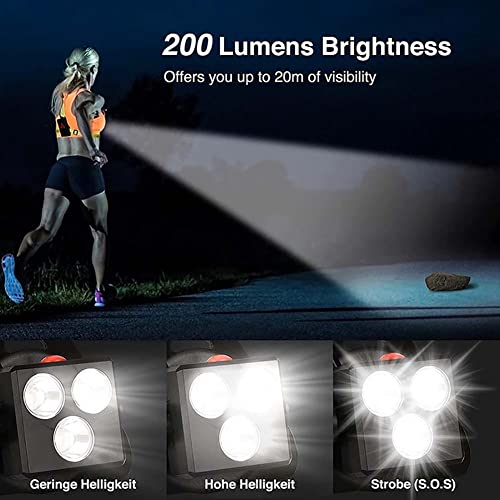 200 Lumens Brightness
Offers you up to 20m of visibility
Geringe Helligkeit
Hohe Helligkeit
Strobe (S.O.S)